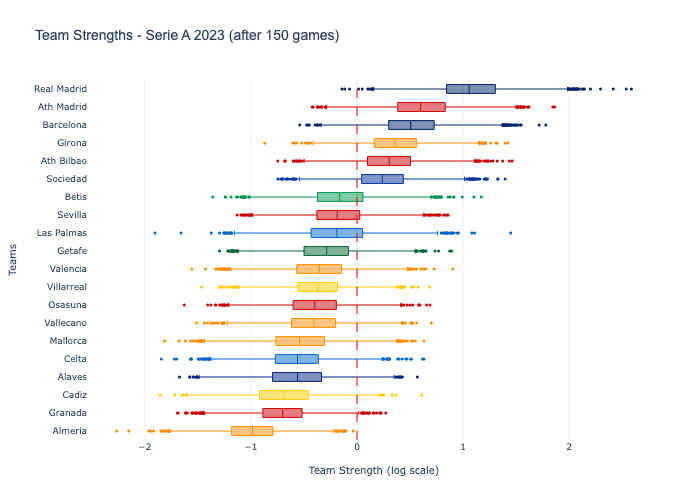 Team Strengths - Serie A 2023 (after 150 games)
Real Madrid
Ath Madrid
Barcelona
Girona
Ath Bilbao
Sociedad
Betis
Sevilla
Las Palmas
Getafe
Valencia
Villarreal
Osasuna
Vallecano
Mallorca
Celta
Alaves
Cadiz
Granada
Almeria
Teams
−2 −1 0 1 2
Team Strength (log scale)